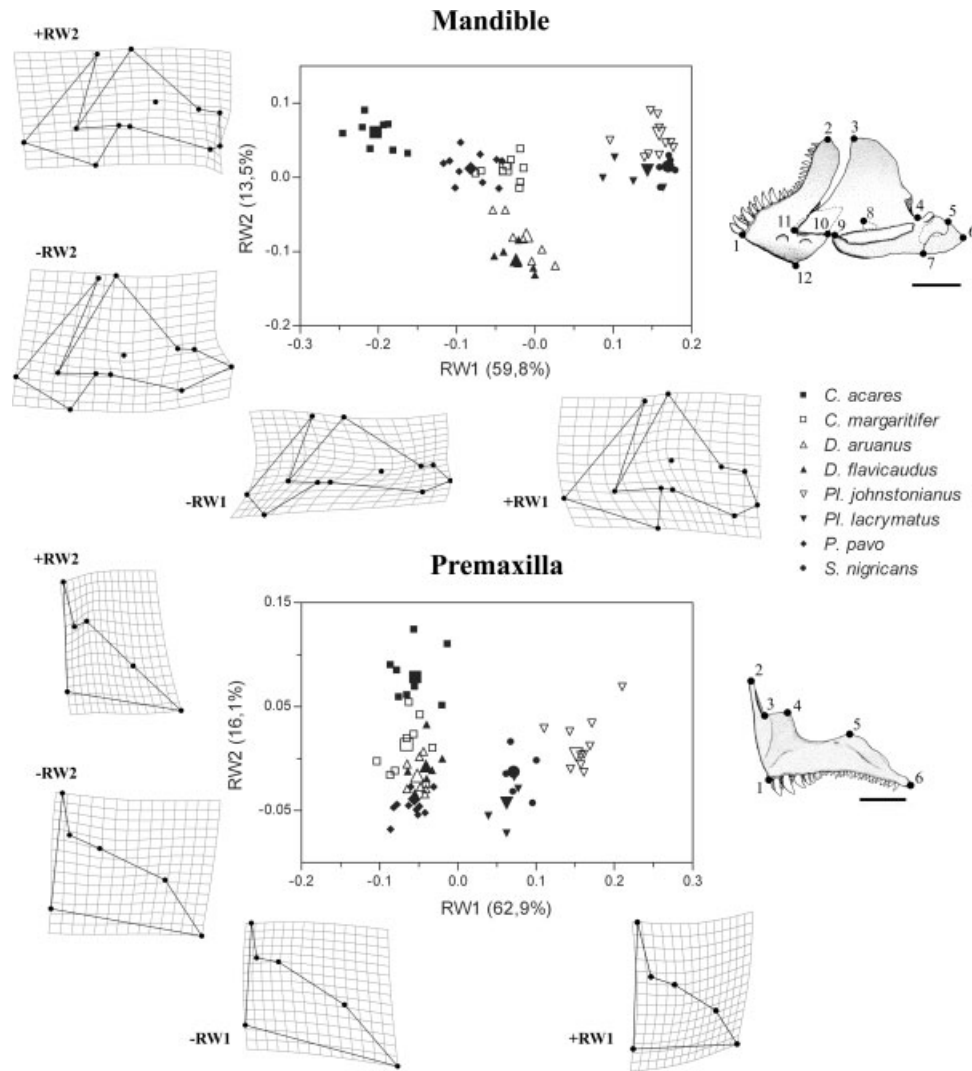 Mandible
+RW2
0.1
0.0
-0.1
-0.2
RW2 (13,5%)
-0.3
-0.2
-0.1
-0.0
0.1
0.2
RW1 (59,8%)
-RW2
2
3
4
5
6
8
11
10
9
1
7
12
-RW1
+RW1
C. acares
C. margaritifer
D. aruanus
D. flavicaudus
Pl. johnstonianus
Pl. lacrymatus
P. pavo
S. nigricans
Premaxilla
+RW2
0.15
0.05
-0.05
RW2 (16,1%)
-0.2
-0.1
0.0
0.1
0.2
0.3
RW1 (62,9%)
-RW2
2
3
4
5
1
6
-RW1
+RW1